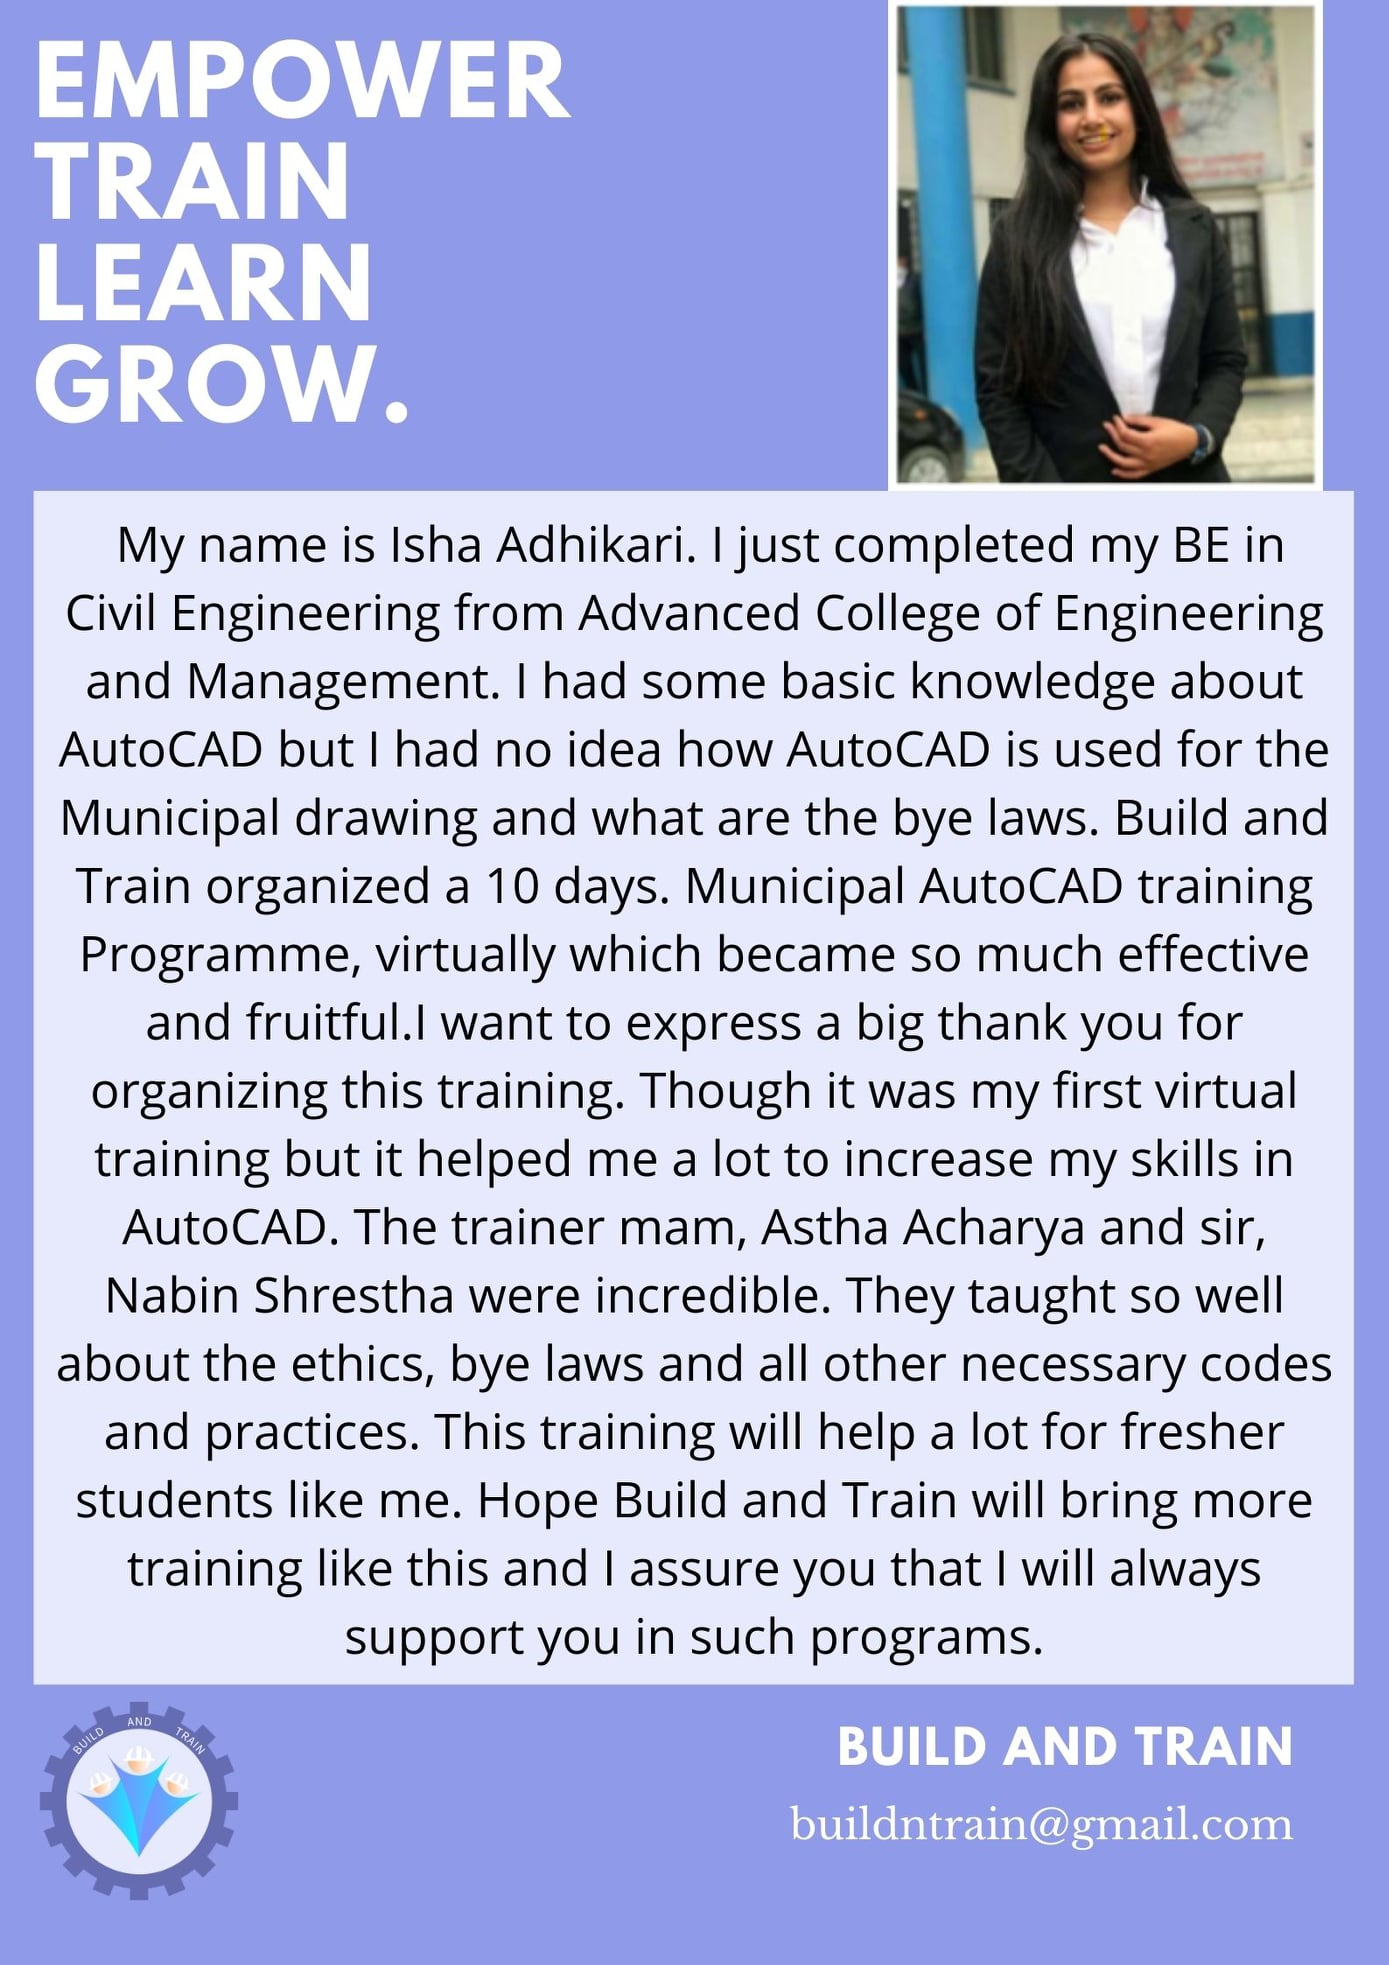 EMPOWER
TRAIN
LEARN
GROW.
My name is Isha Adhikari. I just completed my BE in
Civil Engineering from Advanced College of Engineering
and Management. I had some basic knowledge about
AutoCAD but I had no idea how AutoCAD is used for the
Municipal drawing and what are the bye laws. Build and
Train organized a 10 days. Municipal AutoCAD training
Programme, virtually which became so much effective
and fruitful.I want to express a big thank you for
organizing this training. Though it was my first virtual
training but it helped me a lot to increase my skills in
AutoCAD. The trainer mam, Astha Acharya and sir,
Nabin Shrestha were incredible. They taught so well
about the ethics, bye laws and all other necessary codes
and practices. This training will help a lot for fresher
students like me. Hope Build and Train will bring more
training like this and I assure you that I will always
support you in such programs.
BUILD AND TRAIN
BUILD AND TRAIN
buildntrain@gmail.com